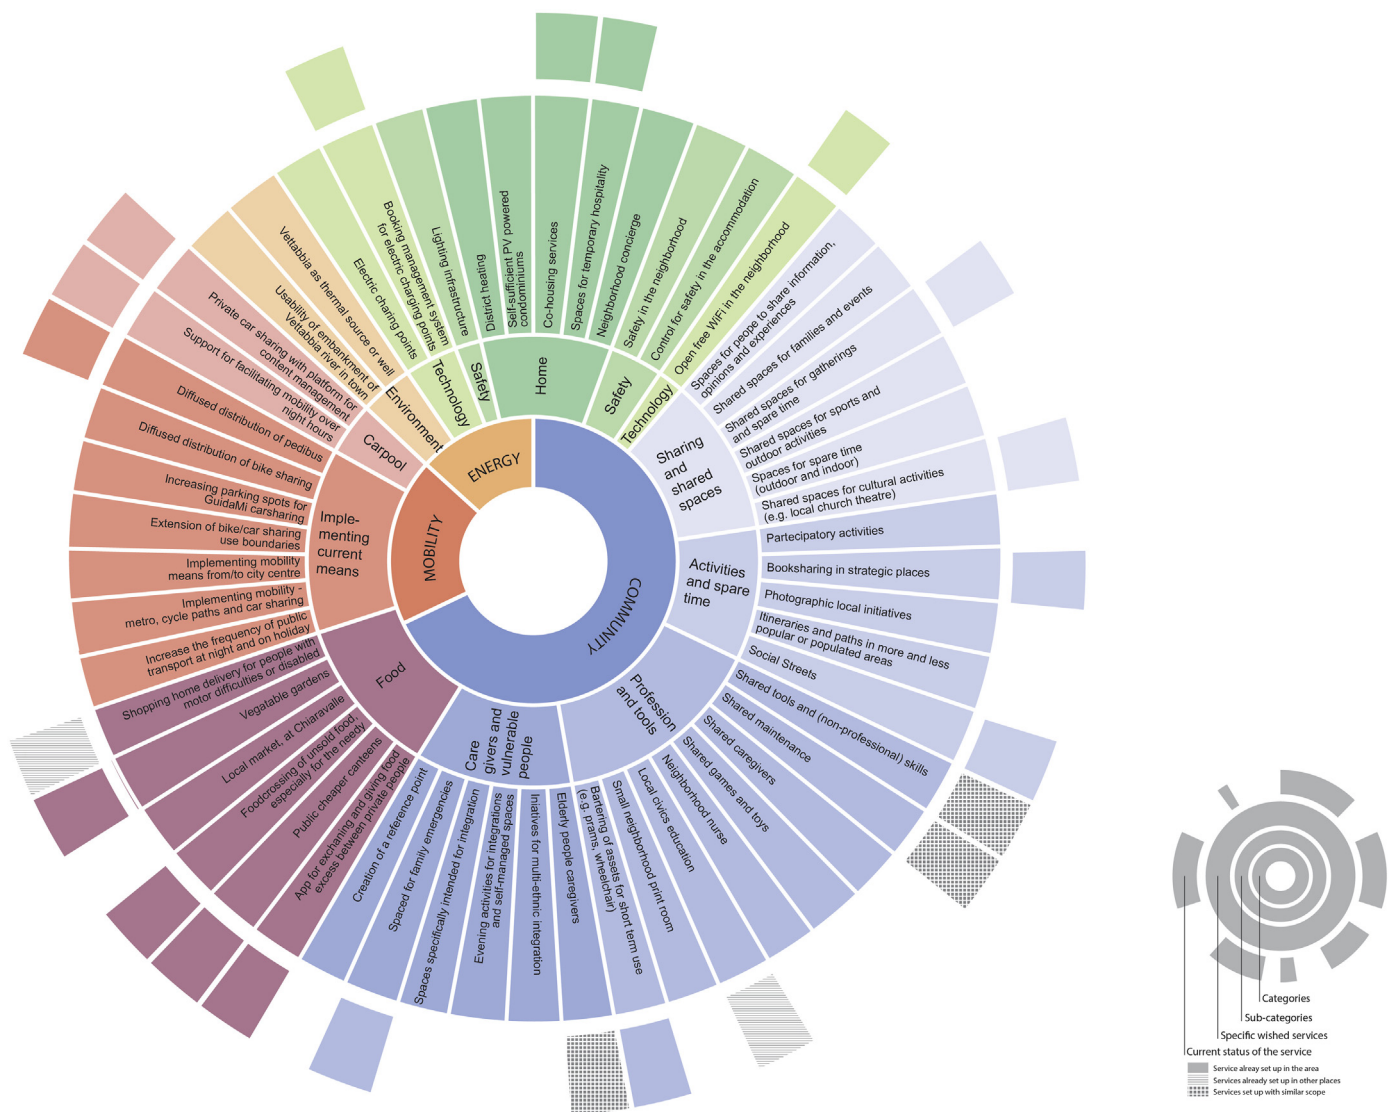 COMMUNITY
ENERGY
MOBILITY
Home
Safety
Technology
Sharing
and
shared
spaces
Activities
and spare
time
Profession
and tools
Care
givers and
vulnerable
people
Food
Imple-
menting
current
means
Carpool
Environment
Technology
Safety
District heating
Self-sufficient PV powered
condominiums
Co-housing services
Spaces for temporary hospitality
Neighborhood concierge
Safety in the neighborhood
Control for safety in the accommodation
Open free WiFi in the neighborhood
Spaces for peope to share information,
opinions and experiences
Shared spaces for families and events
Shared spaces for gatherings
and spare time
Shared spaces for sports and
outdoor activities
Spaces for spare time
(outdoor and indoor)
Shared spaces for cultural activities
(e.g. local church theatre)
Partecipatory activities
Booksharing in strategic places
Photographic local initiatives
Itineraries and paths in more and less
popular or populated areas
Social Streets
Shared tools and (non-professional) skills
Shared maintenance
Shared caregivers
Shared games and toys
Neighborhood nurse
Local civics education
Small neighborhood print room
Bartering of assets for short term use
(e.g. prams, wheelchair)
Elderly people caregivers
Iniatives for multi-ethnic integration
Evening activities for integrations
and self-managed spaces
Spaces specifically intended for integration
Spaced for family emergencies
Creation of a reference point
App for exchaning and giving food
excess between private people
Public cheaper canteens
Foodcrossing of unsold food,
especially for the needy
Local market, at Chiaravalle
Vegatable gardens
Shopping home delivery for people with
motor difficulties or disabled
Increase the frequency of public
transport at night and on holiday
Implementing mobility -
metro, cycle paths and car sharing
Implementing mobility
means from/to city centre
Extension of bike/car sharing
use boundaries
Increasing parking spots for
GuidaMi carsharing
Diffused distribution of bike sharing
Diffused distribution of pedibus
Support for facilitating mobility over
night hours
Private car sharing with platform for
content management
Usability of embankment of
Vettabbia river in town
Vettabbia as thermal source or well
Electric charing points
Booking management system
for electric charging points
Lighting infrastructure
Categories
Sub-categories
Specific wished services
Current status of the service
Service alreay set up in the area
Services already set up in other places
Services set up with similar scope